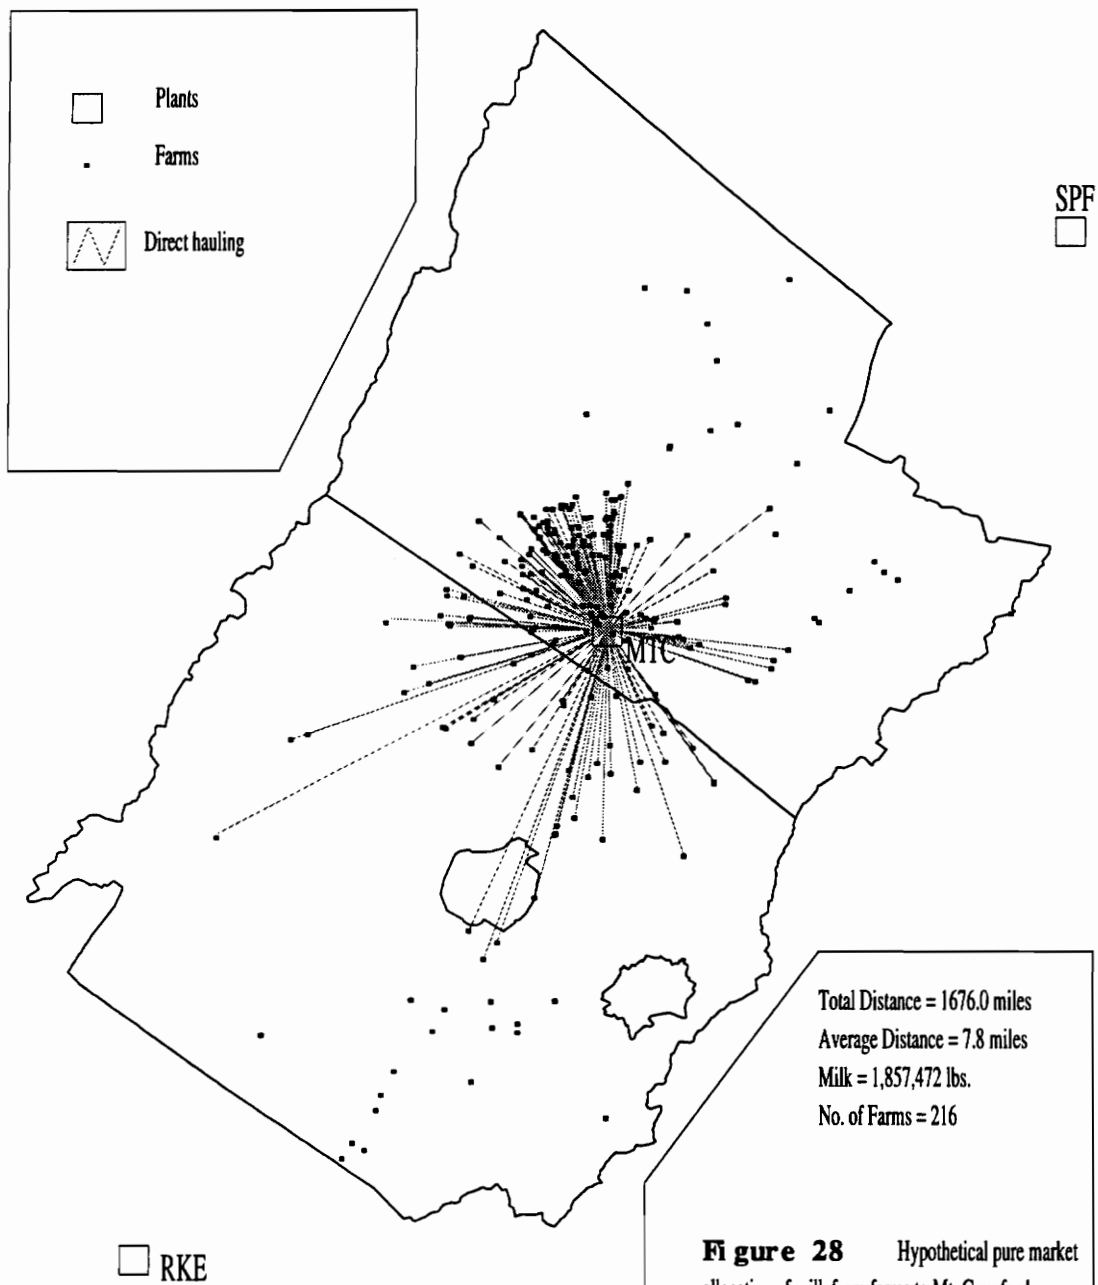 Plants
Farms
Direct hauling
SPF
MTC
RKE
Total Distance = 1676.0 miles
Average Distance = 7.8 miles
Milk = 1,857,472 lbs.
No. of Farms = 216
Figure 28 Hypothetical pure market